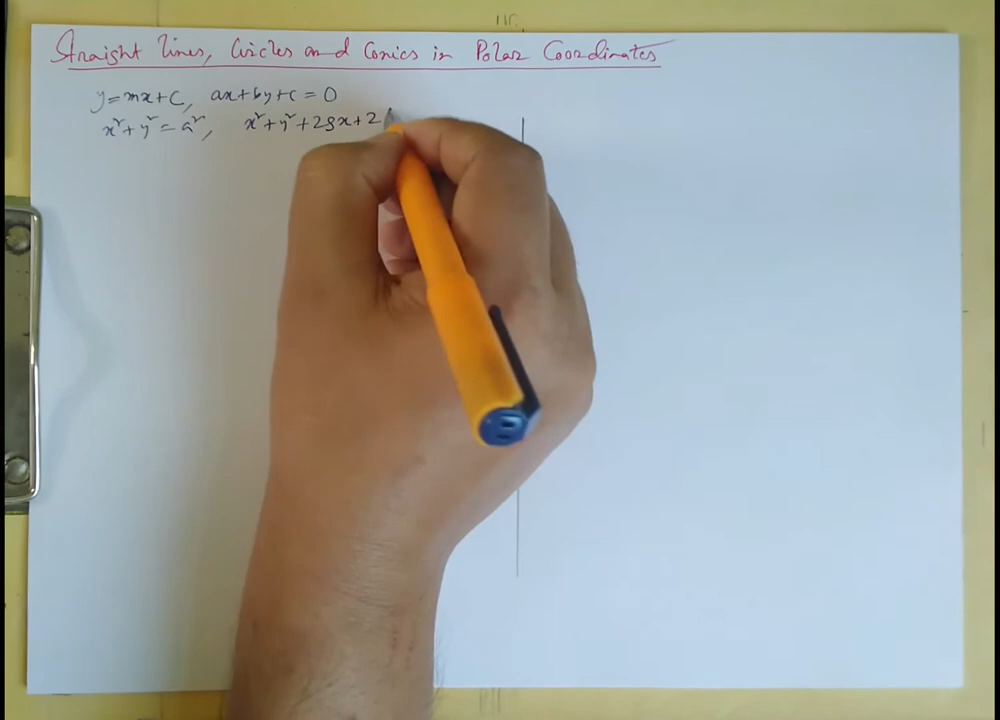 Straight lines, Circles and Conics in Polar Coordinates
y=mx+c, ax+by+c=0
x²+y²=a², x²+y²+2gx+2